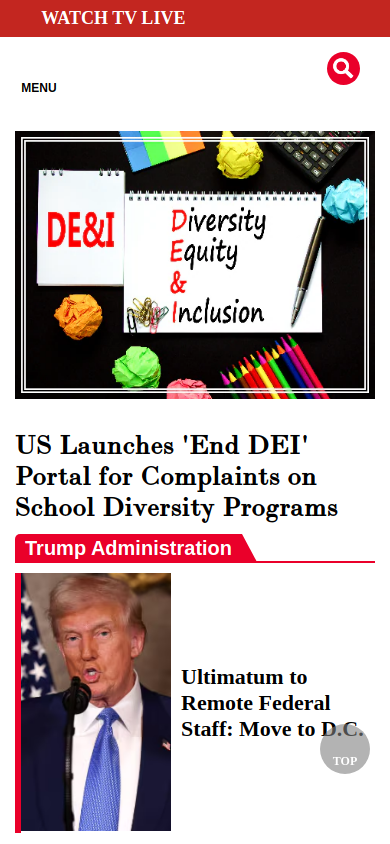 WATCH TV LIVE
MENU
DE&I
Diversity
Equity
&
Inclusion
US Launches 'End DEI'
Portal for Complaints on
School Diversity Programs
Trump Administration
Ultimatum to
Remote Federal
Staff: Move to D.C.
TOP